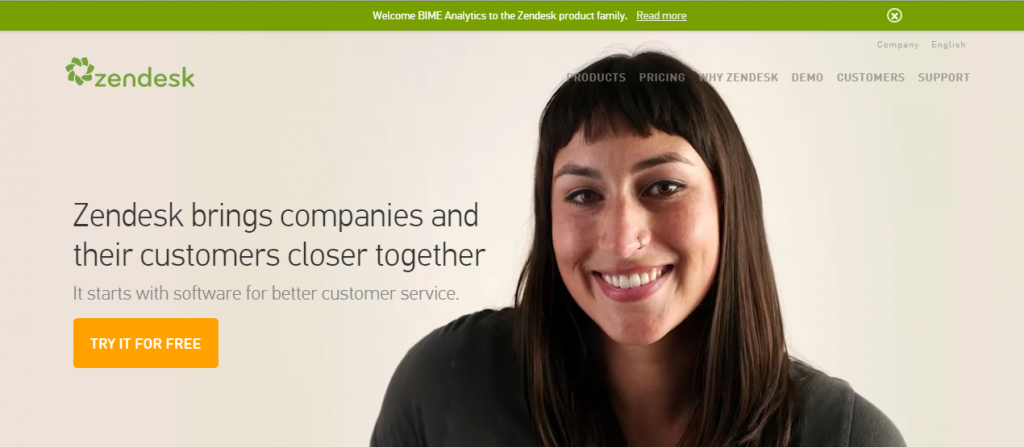 Welcome BIME Analytics to the Zendesk product family. Read more
Company English
zendesk
PRODUCTS PRICING WHY ZENDESK DEMO CUSTOMERS SUPPORT
Zendesk brings companies and
their customers closer together
It starts with software for better customer service.
TRY IT FOR FREE